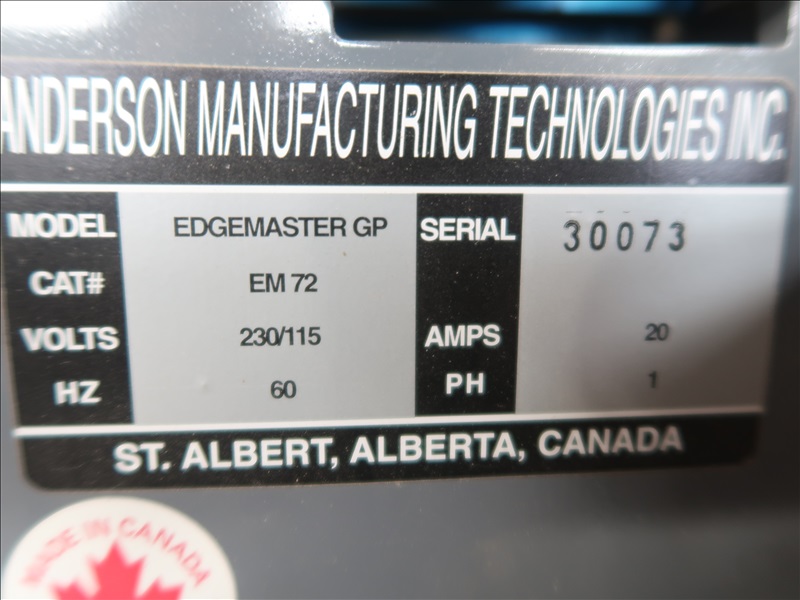 ANDERSON MANUFACTURING TECHNOLOGIES INC.
MODEL EDGEMASTER GP SERIAL 30073
CAT# EM 72
VOLTS 230/115 AMPS 20
HZ 60 PH 1
ST. ALBERT, ALBERTA, CANADA
MADE IN CANADA